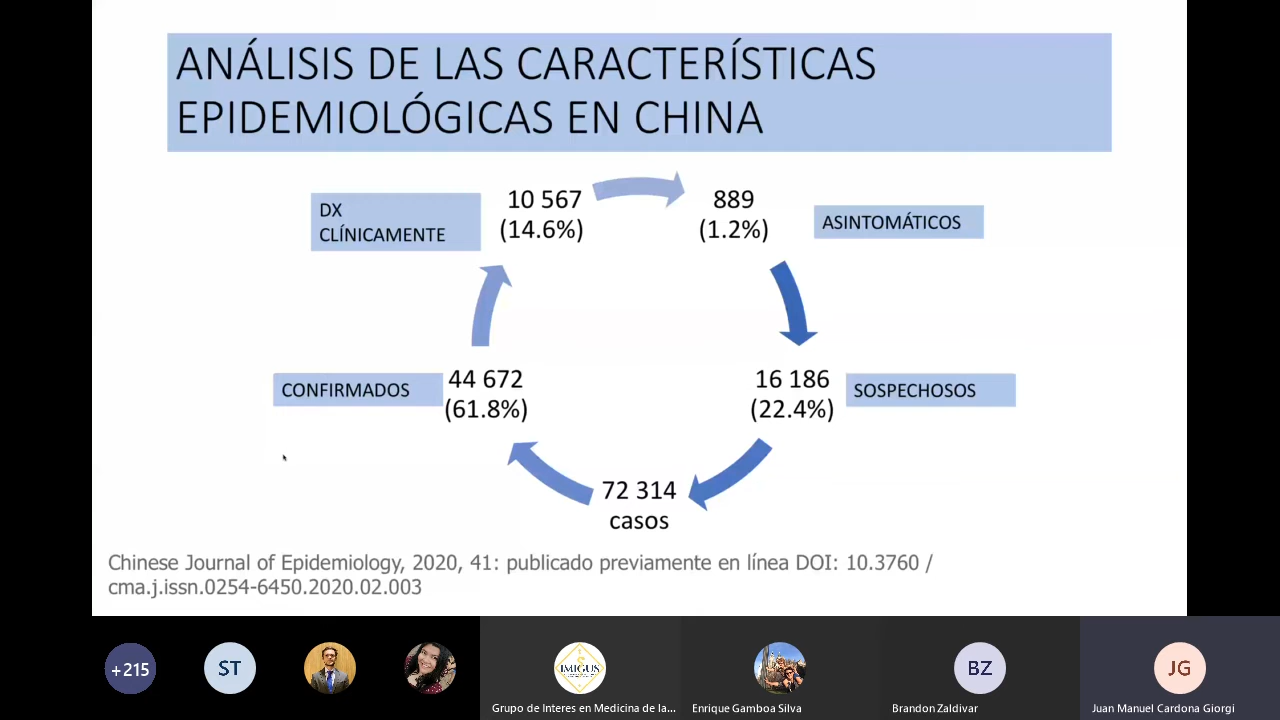 ANÁLISIS DE LAS CARACTERÍSTICAS
EPIDEMIOLÓGICAS EN CHINA
DX
CLÍNICAMENTE
10 567
(14.6%)
889
(1.2%)
ASINTOMÁTICOS
CONFIRMADOS
44 672
(61.8%)
16 186
(22.4%)
SOSPECHOSOS
72 314
casos
Chinese Journal of Epidemiology, 2020, 41: publicado previamente en línea DOI: 10.3760 /
cma.j.issn.0254-6450.2020.02.003
+215
ST
IMIGUS
BZ
JG
Grupo de Interes en Medicina de la...
Enrique Gamboa Silva
Brandon Zaldivar
Juan Manuel Cardona Giorgi